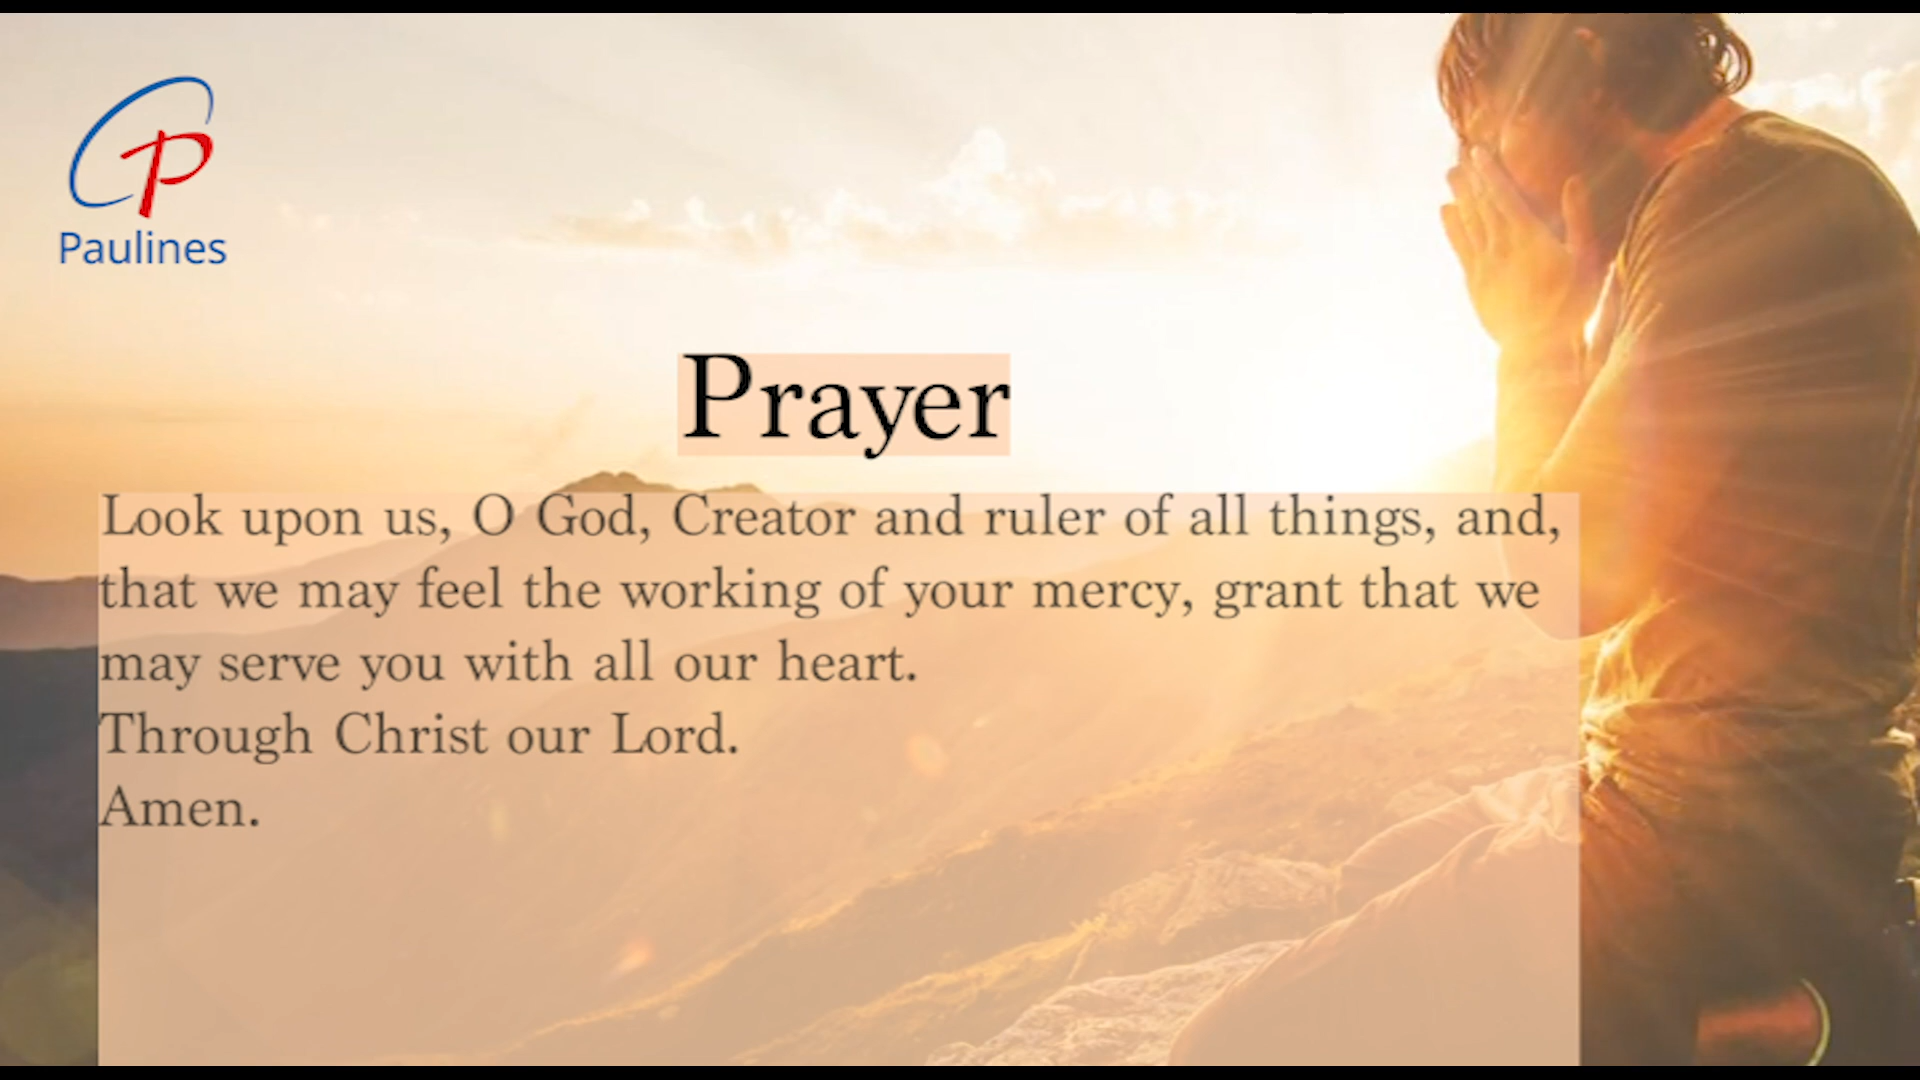 Paulines
Prayer
Look upon us, O God, Creator and ruler of all things, and,
that we may feel the working of your mercy, grant that we
may serve you with all our heart.
Through Christ our Lord.
Amen.